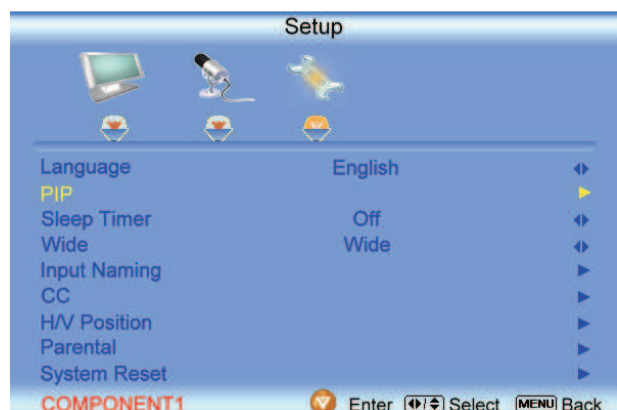 Setup
Language English
PIP
Sleep Timer Off
Wide Wide
Input Naming
CC
H/V Position
Parental
System Reset
COMPONENT1 Enter Select MENU Back